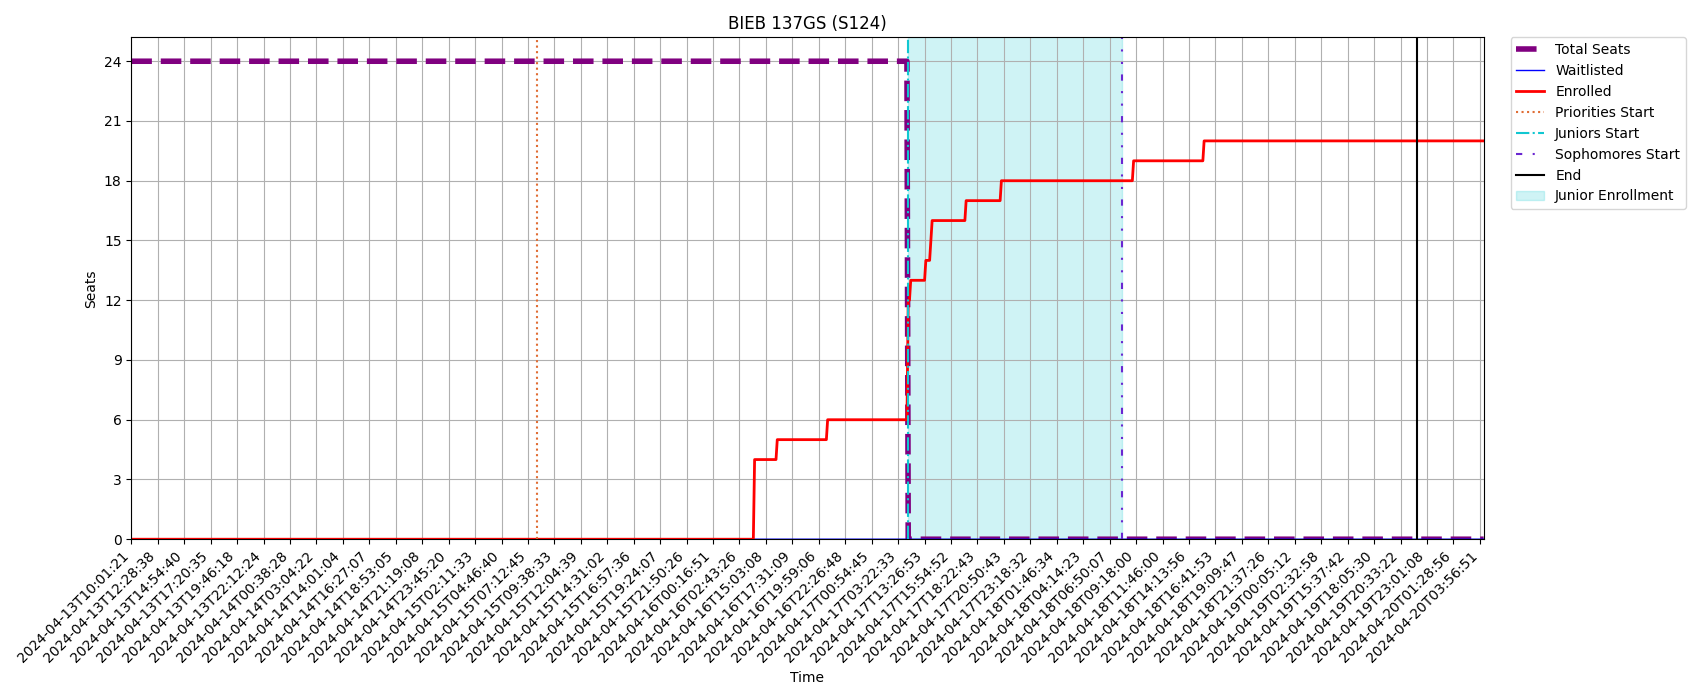 BIEB 137GS (S124)
Total Seats
Waitlisted
Enrolled
Priorities Start
Juniors Start
Sophomores Start
End
Junior Enrollment
Seats
24
21
18
15
12
9
6
3
0
2024-04-13T10:01:21
2024-04-13T12:28:38
2024-04-13T14:54:40
2024-04-13T17:20:35
2024-04-13T19:46:18
2024-04-13T22:12:24
2024-04-14T00:38:28
2024-04-14T03:04:22
2024-04-14T14:01:04
2024-04-14T16:27:07
2024-04-14T18:53:05
2024-04-14T21:19:08
2024-04-14T23:45:20
2024-04-15T02:11:33
2024-04-15T04:46:40
2024-04-15T07:12:45
2024-04-15T09:38:33
2024-04-15T12:04:39
2024-04-15T14:31:02
2024-04-15T16:57:36
2024-04-15T19:24:07
2024-04-15T21:50:26
2024-04-16T00:16:51
2024-04-16T02:43:26
2024-04-16T15:03:08
2024-04-16T17:31:09
2024-04-16T19:59:06
2024-04-16T22:26:48
2024-04-17T00:54:45
2024-04-17T03:22:33
2024-04-17T13:26:53
2024-04-17T15:54:52
2024-04-17T18:22:43
2024-04-17T20:50:43
2024-04-17T23:18:32
2024-04-18T01:46:34
2024-04-18T04:14:23
2024-04-18T06:50:07
2024-04-18T09:18:00
2024-04-18T11:46:00
2024-04-18T14:13:56
2024-04-18T16:41:53
2024-04-18T19:09:47
2024-04-18T21:37:26
2024-04-19T00:05:12
2024-04-19T02:32:58
2024-04-19T15:37:42
2024-04-19T18:05:30
2024-04-19T20:33:22
2024-04-19T23:01:08
2024-04-20T01:28:56
2024-04-20T03:56:51
Time